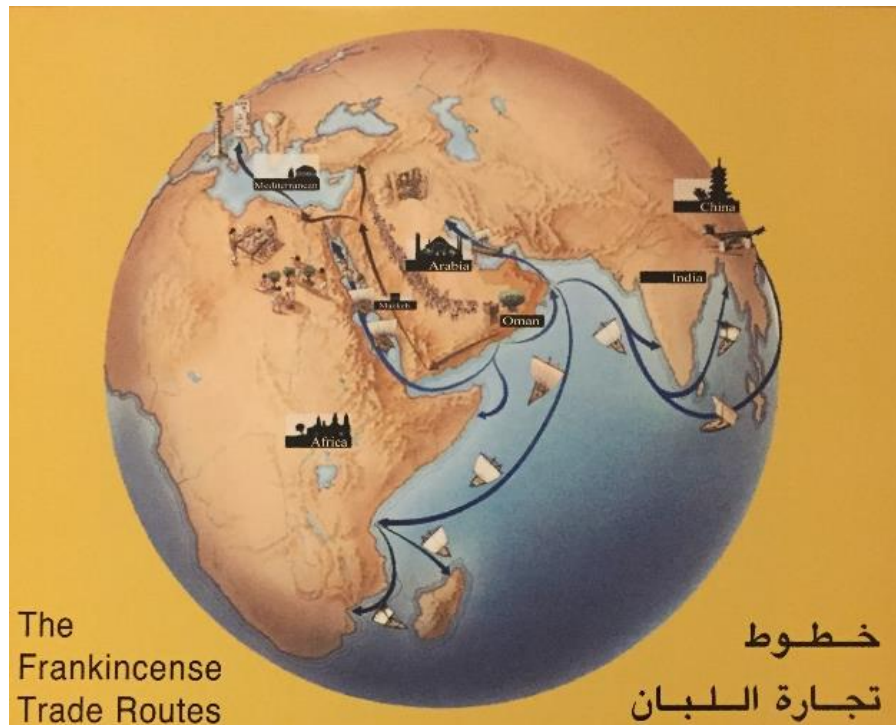 Mediterranean
China
Arabia
India
Makkah
Oman
Africa
The
Frankincense
Trade Routes
خطوط
تجارة اللبان